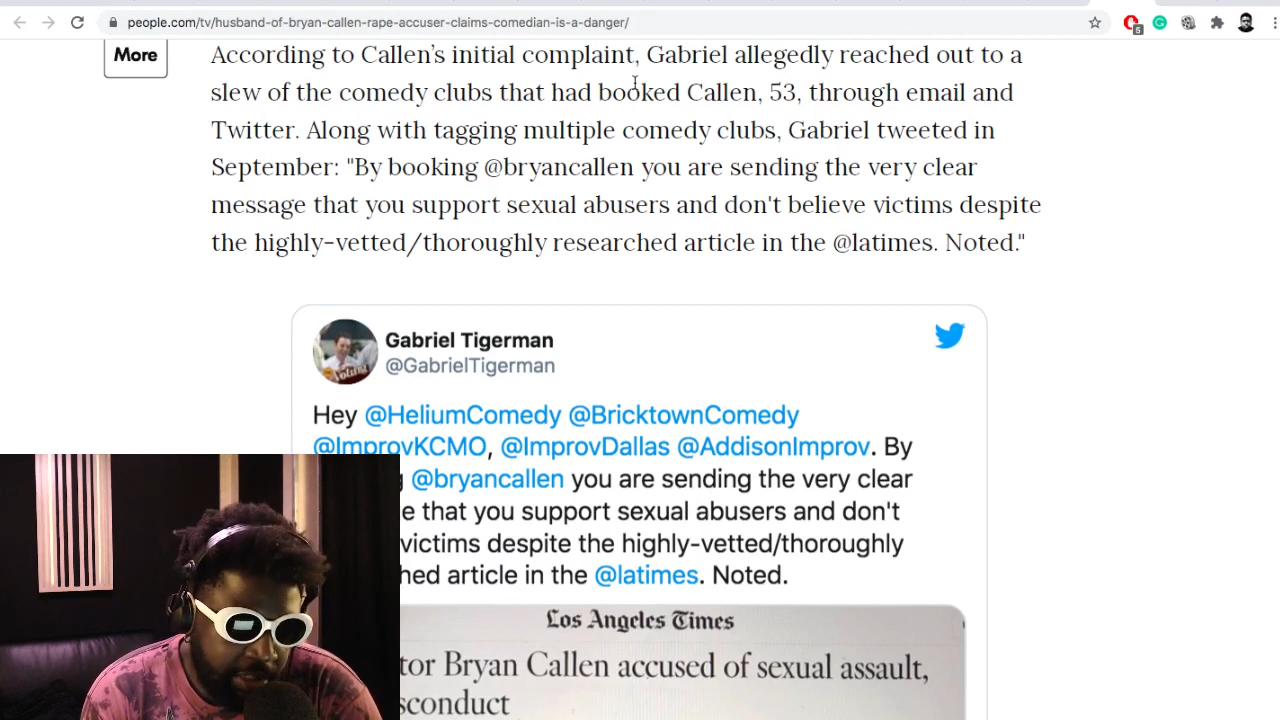 people.com/tv/husband-of-bryan-callen-rape-accuser-claims-comedian-is-a-danger/
5
More
According to Callen's initial complaint, Gabriel allegedly reached out to a
slew of the comedy clubs that had booked Callen, 53, through email and
Twitter. Along with tagging multiple comedy clubs, Gabriel tweeted in
September: "By booking @bryancallen you are sending the very clear
message that you support sexual abusers and don't believe victims despite
the highly-vetted/thoroughly researched article in the @latimes. Noted."
Gabriel Tigerman
@GabrielTigerman
Hey @HeliumComedy @BricktownComedy
@ImprovKCMO, @ImprovDallas @AddisonImprov. By
@bryancallen you are sending the very clear
e that you support sexual abusers and don't
victims despite the highly-vetted/thoroughly
hed article in the @latimes. Noted.
Los Angeles Times
tor Bryan Callen accused of sexual assault,
sconduct